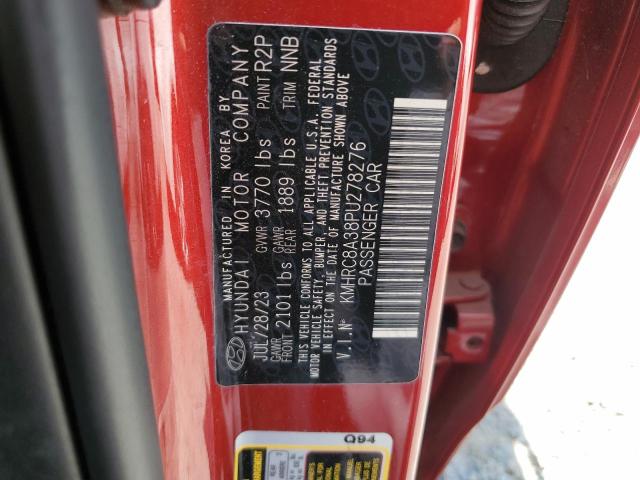 MANUFACTURED IN KOREA BY
HYUNDAI MOTOR COMPANY
JUL/28/23 GVWR 3770 lbs PAINT R2P
GAWR FRONT 2101 lbs GAWR REAR 1889 lbs TRIM NNB
THIS VEHICLE CONFORMS TO ALL APPLICABLE U.S.A. FEDERAL
MOTOR VEHICLE SAFETY, BUMPER, AND THEFT PREVENTION STANDARDS
IN EFFECT ON THE DATE OF MANUFACTURE SHOWN ABOVE
V.I.N KMHRC8A38PU278276
PASSENGER CAR
Q94